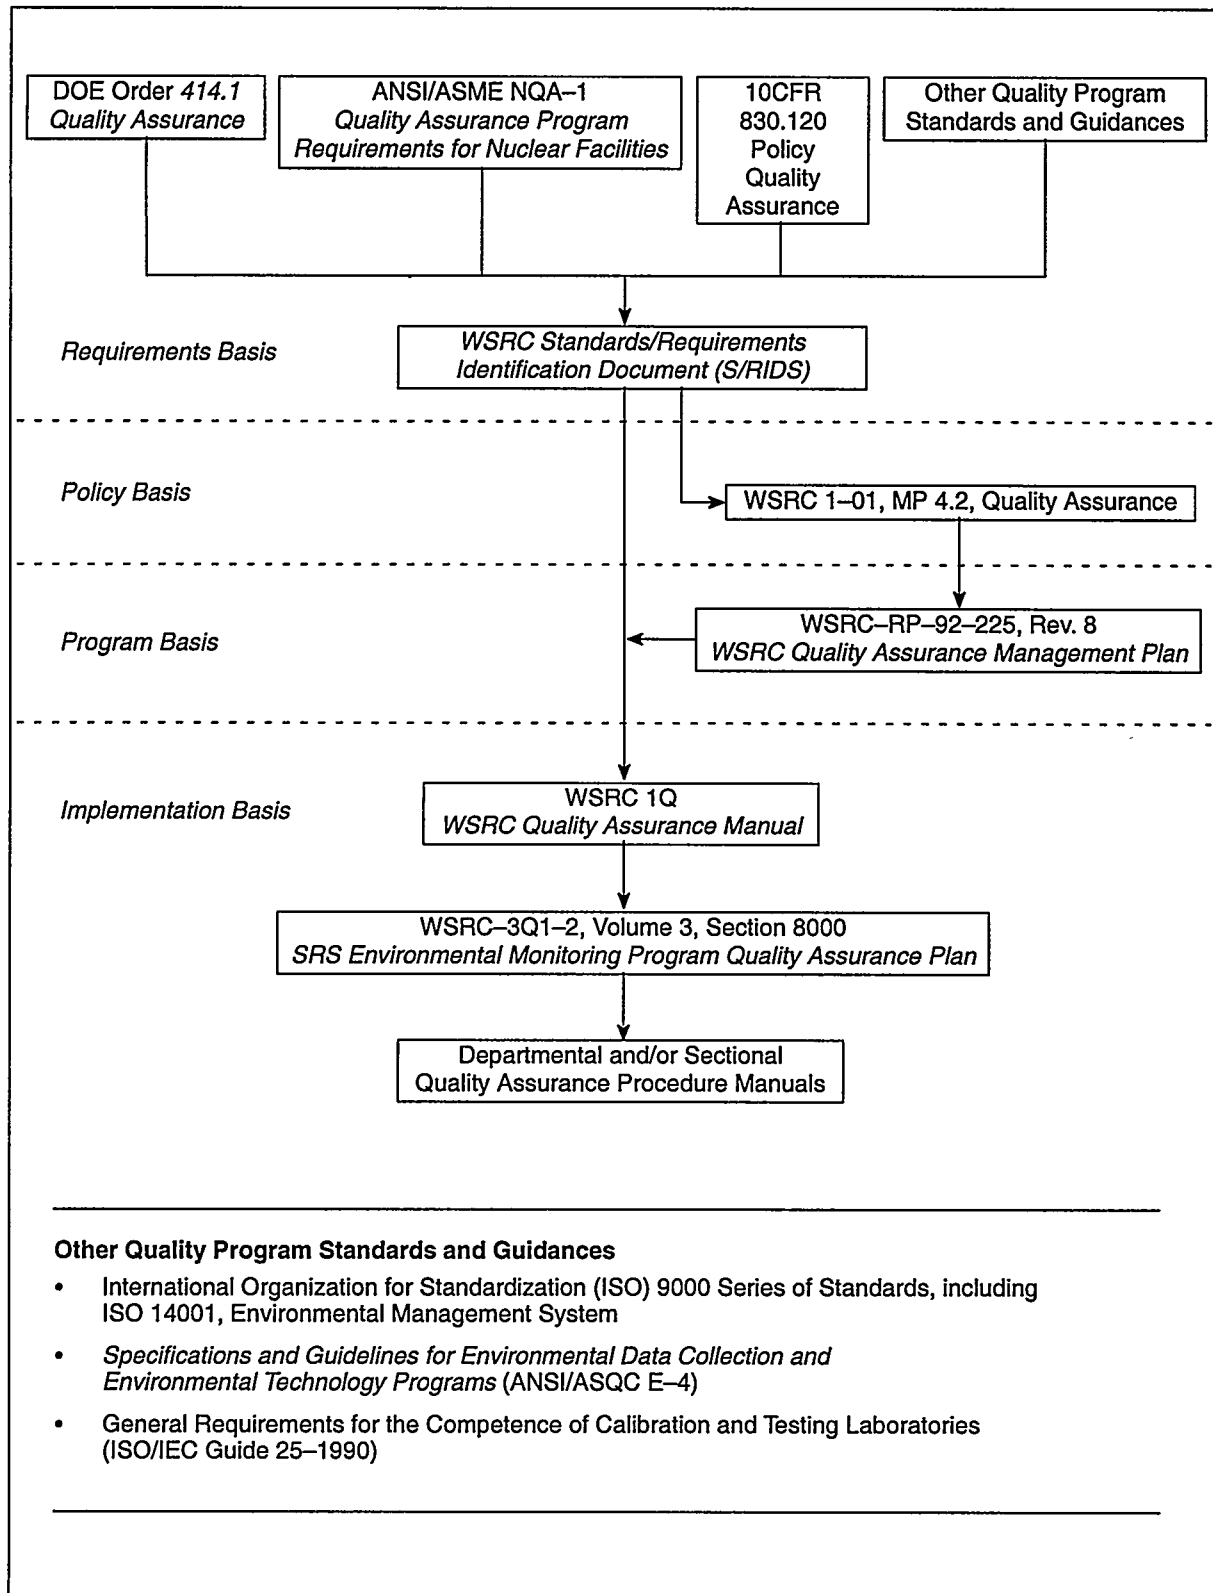 DOE Order 414.1
Quality Assurance
ANSI/ASME NQA–1
Quality Assurance Program
Requirements for Nuclear Facilities
10CFR
830.120
Policy
Quality
Assurance
Other Quality Program
Standards and Guidances
Requirements Basis
WSRC Standards/Requirements
Identification Document (S/RIDS)
Policy Basis
WSRC 1–01, MP 4.2, Quality Assurance
Program Basis
WSRC–RP–92–225, Rev. 8
WSRC Quality Assurance Management Plan
Implementation Basis
WSRC 1Q
WSRC Quality Assurance Manual
WSRC–3Q1–2, Volume 3, Section 8000
SRS Environmental Monitoring Program Quality Assurance Plan
Departmental and/or Sectional
Quality Assurance Procedure Manuals
Other Quality Program Standards and Guidances
• International Organization for Standardization (ISO) 9000 Series of Standards, including
ISO 14001, Environmental Management System
• Specifications and Guidelines for Environmental Data Collection and
Environmental Technology Programs (ANSI/ASQC E–4)
• General Requirements for the Competence of Calibration and Testing Laboratories
(ISO/IEC Guide 25–1990)